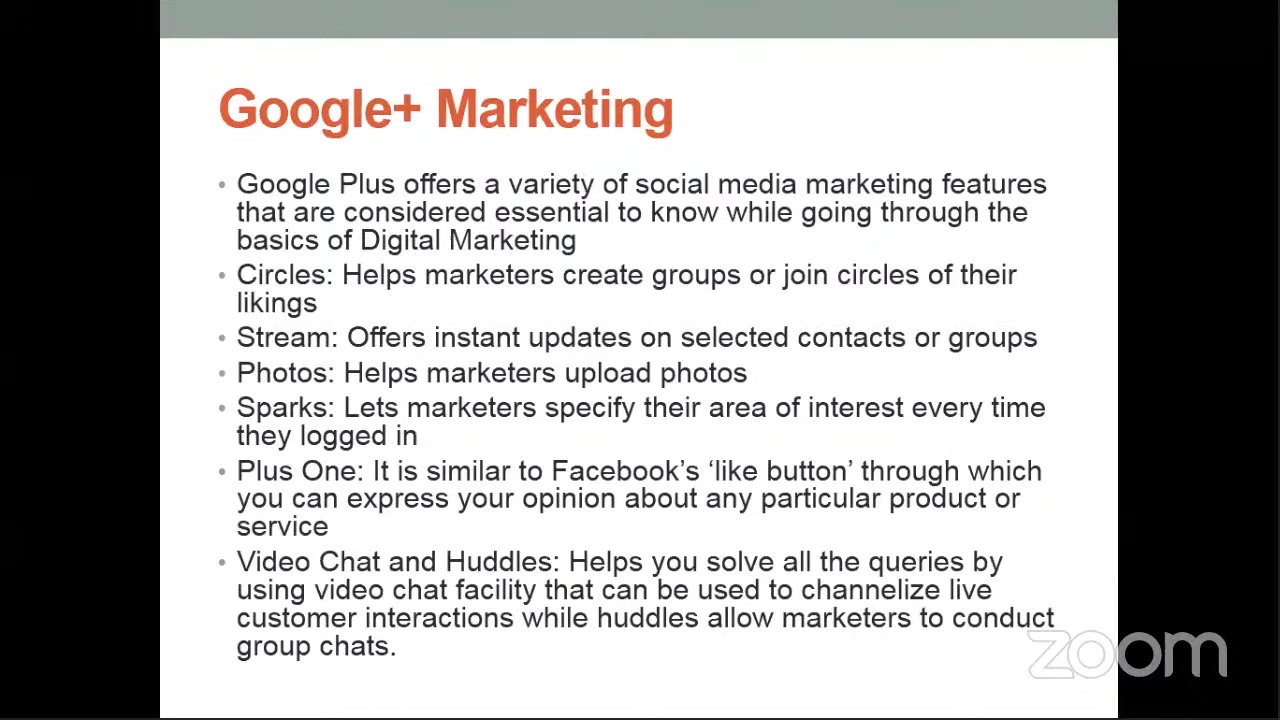 Google+ Marketing
• Google Plus offers a variety of social media marketing features
that are considered essential to know while going through the
basics of Digital Marketing
• Circles: Helps marketers create groups or join circles of their
likings
• Stream: Offers instant updates on selected contacts or groups
• Photos: Helps marketers upload photos
• Sparks: Lets marketers specify their area of interest every time
they logged in
• Plus One: It is similar to Facebook’s ‘like button’ through which
you can express your opinion about any particular product or
service
• Video Chat and Huddles: Helps you solve all the queries by
using video chat facility that can be used to channelize live
customer interactions while huddles allow marketers to conduct
group chats.
zoom